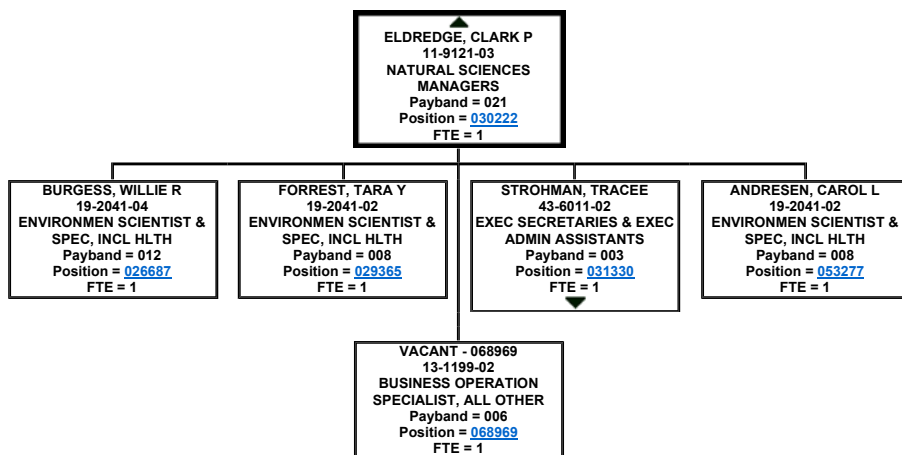 ELDREDGE, CLARK P
11-9121-03
NATURAL SCIENCES
MANAGERS
Payband = 021
Position = 030222
FTE = 1
BURGESS, WILLIE R
19-2041-04
ENVIRONMEN SCIENTIST &
SPEC, INCL HLTH
Payband = 012
Position = 026687
FTE = 1
FORREST, TARA Y
19-2041-02
ENVIRONMEN SCIENTIST &
SPEC, INCL HLTH
Payband = 008
Position = 029365
FTE = 1
STROHMAN, TRACEE
43-6011-02
EXEC SECRETARIES & EXEC
ADMIN ASSISTANTS
Payband = 003
Position = 031330
FTE = 1
ANDRESEN, CAROL L
19-2041-02
ENVIRONMEN SCIENTIST &
SPEC, INCL HLTH
Payband = 008
Position = 053277
FTE = 1
VACANT - 068969
13-1199-02
BUSINESS OPERATION
SPECIALIST, ALL OTHER
Payband = 006
Position = 068969
FTE = 1